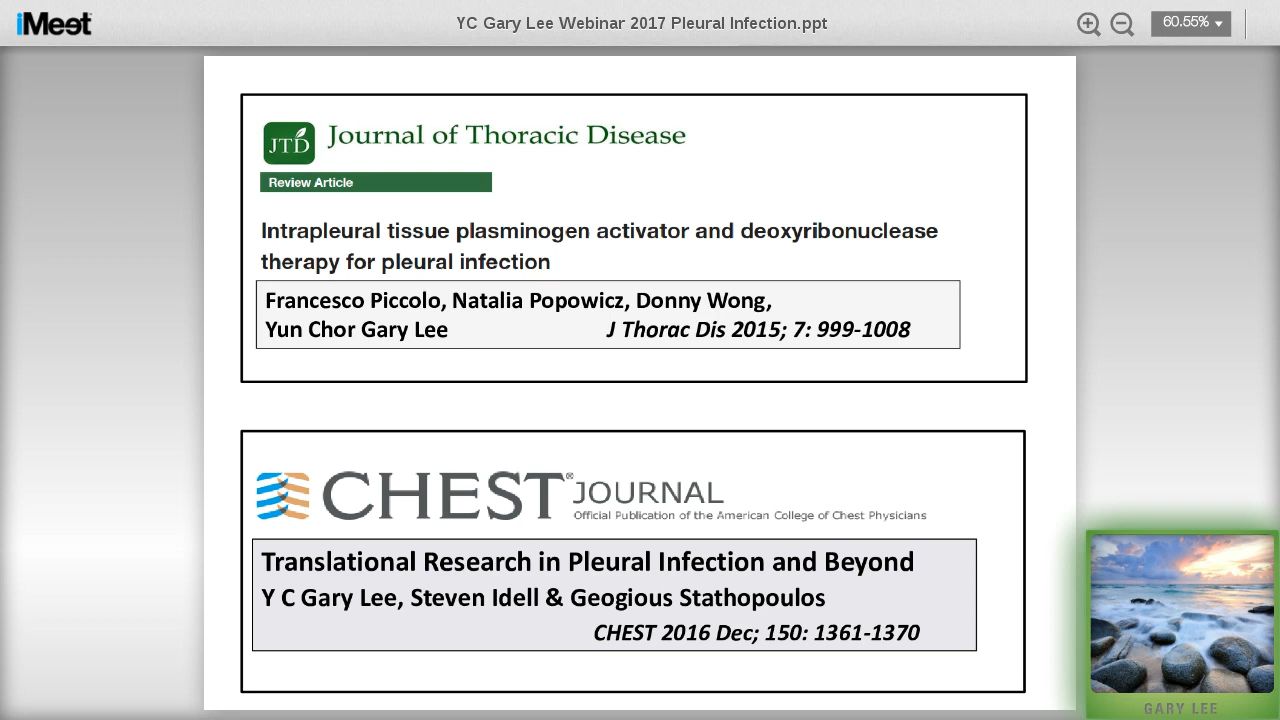 iMeet
YC Gary Lee Webinar 2017 Pleural Infection.ppt
60.55%
JTD
Journal of Thoracic Disease
Review Article
Intrapleural tissue plasminogen activator and deoxyribonuclease
therapy for pleural infection
Francesco Piccolo, Natalia Popowicz, Donny Wong,
Yun Chor Gary Lee J Thorac Dis 2015; 7: 999-1008
CHEST® JOURNAL
Official Publication of the American College of Chest Physicians
Translational Research in Pleural Infection and Beyond
Y C Gary Lee, Steven Idell & Geogious Stathopoulos
CHEST 2016 Dec; 150: 1361-1370
GARY LEE